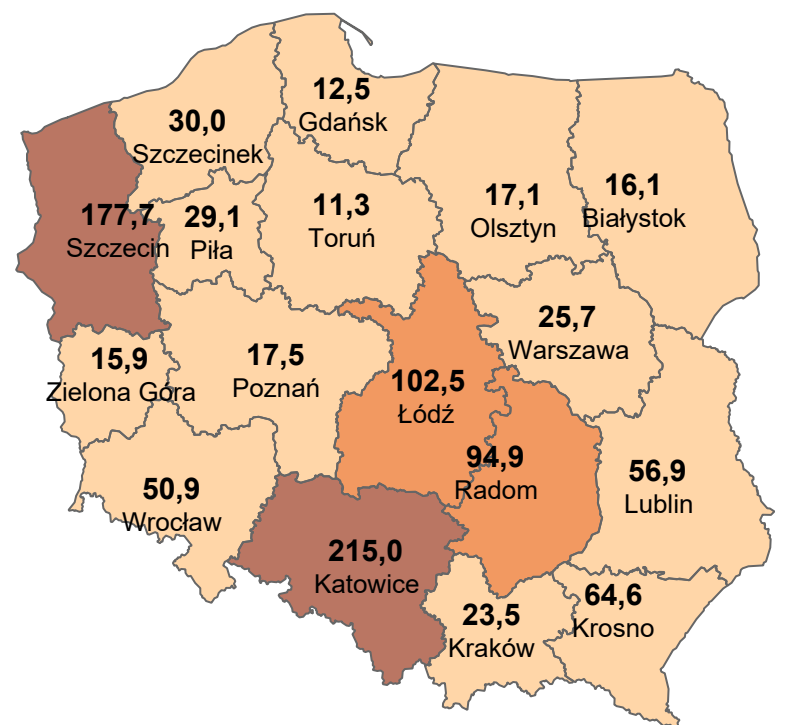 12,5
Gdańsk
30,0
Szczecinek
177,7
Szczecin
29,1
Piła
11,3
Toruń
17,1
Olsztyn
16,1
Białystok
25,7
Warszawa
15,9
Zielona Góra
17,5
Poznań
102,5
Łódź
94,9
Radom
56,9
Lublin
50,9
Wrocław
215,0
Katowice
23,5
Kraków
64,6
Krosno